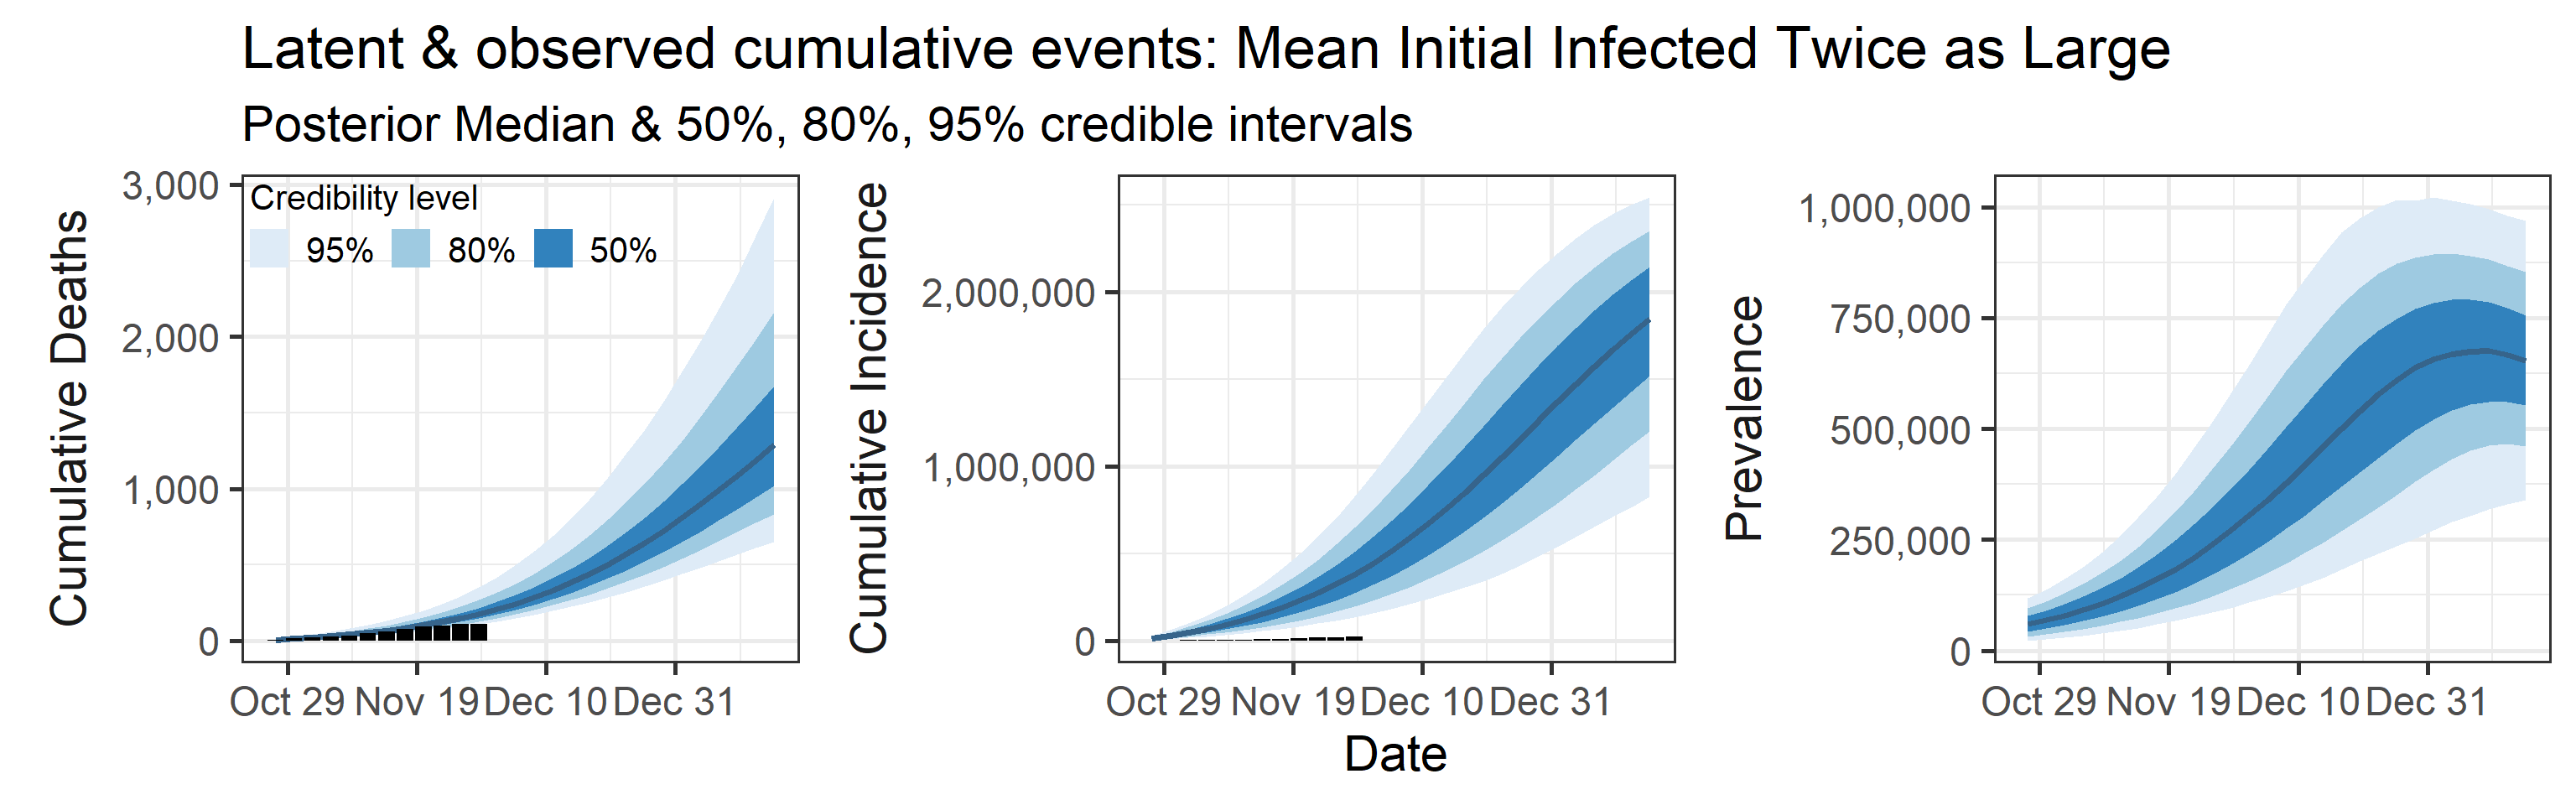 Latent & observed cumulative events: Mean Initial Infected Twice as Large
Posterior Median & 50%, 80%, 95% credible intervals
Cumulative Deaths
3,000
2,000
1,000
0
Credibility level
95% 80% 50%
Oct 29 Nov 19 Dec 10 Dec 31
Cumulative Incidence
2,000,000
1,000,000
0
Oct 29 Nov 19 Dec 10 Dec 31
Prevalence
1,000,000
750,000
500,000
250,000
0
Oct 29 Nov 19 Dec 10 Dec 31
Date